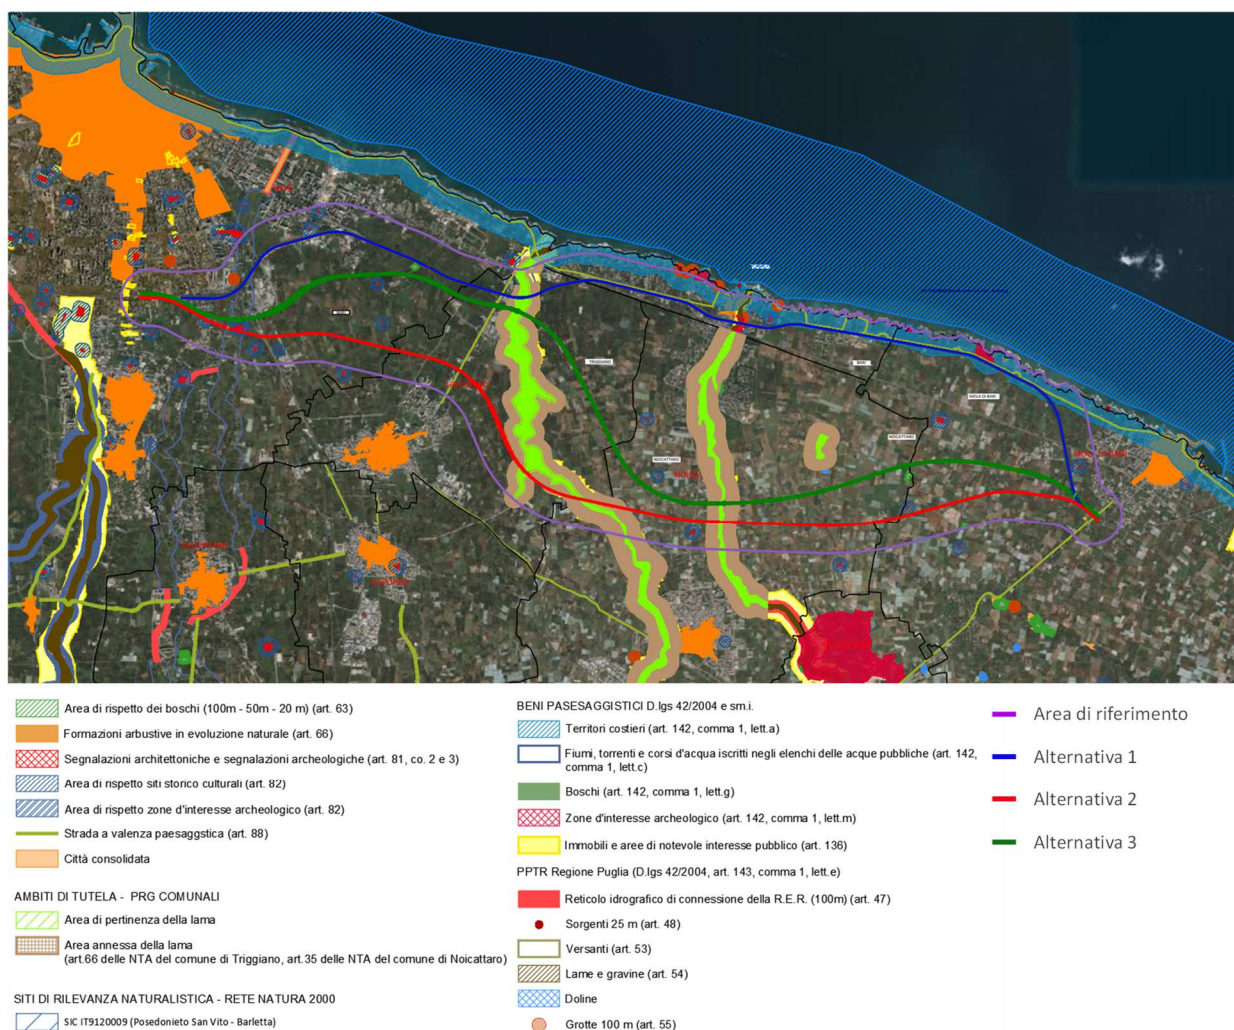 TRIGGIANO
BARI
MOLA DI BARI
NOICATTARO
NOICATTARO
Area di rispetto dei boschi (100m - 50m - 20 m) (art. 63)
Formazioni arbustive in evoluzione naturale (art. 66)
Segnalazioni architettoniche e segnalazioni archeologiche (art. 81, co. 2 e 3)
Area di rispetto siti storico culturali (art. 82)
Area di rispetto zone d'interesse archeologico (art. 82)
Strada a valenza paesaggstica (art. 88)
Città consolidata
AMBITI DI TUTELA - PRG COMUNALI
Area di pertinenza della lama
Area annessa della lama
(art.66 delle NTA del comune di Triggiano, art.35 delle NTA del comune di Noicattaro)
SITI DI RILEVANZA NATURALISTICA - RETE NATURA 2000
SIC IT9120009 (Posedonieto San Vito - Barletta)
BENI PASESAGGISTICI D.lgs 42/2004 e sm.i.
Territori costieri (art. 142, comma 1, lett.a)
Fiumi, torrenti e corsi d'acqua iscritti negli elenchi delle acque pubbliche (art. 142,
comma 1, lett.c)
Boschi (art. 142, comma 1, lett.g)
Zone d'interesse archeologico (art. 142, comma 1, lett.m)
Immobili e aree di notevole interesse pubblico (art. 136)
PPTR Regione Puglia (D.lgs 42/2004, art. 143, comma 1, lett.e)
Reticolo idrografico di connessione della R.E.R. (100m) (art. 47)
Sorgenti 25 m (art. 48)
Versanti (art. 53)
Lame e gravine (art. 54)
Doline
Grotte 100 m (art. 55)
Area di riferimento
Alternativa 1
Alternativa 2
Alternativa 3